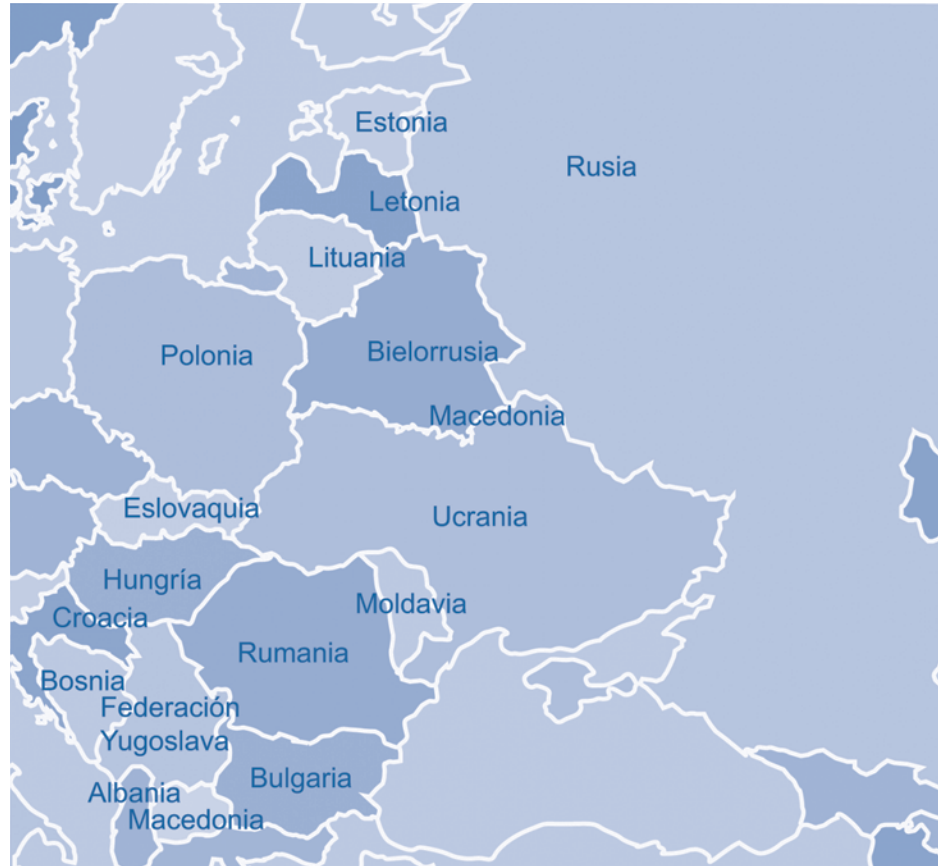 Estonia
Rusia
Letonia
Lituania
Polonia
Bielorrusia
Macedonia
Eslovaquia
Ucrania
Hungría
Moldavia
Croacia
Rumania
Bosnia
Federación
Yugoslava
Bulgaria
Albania
Macedonia